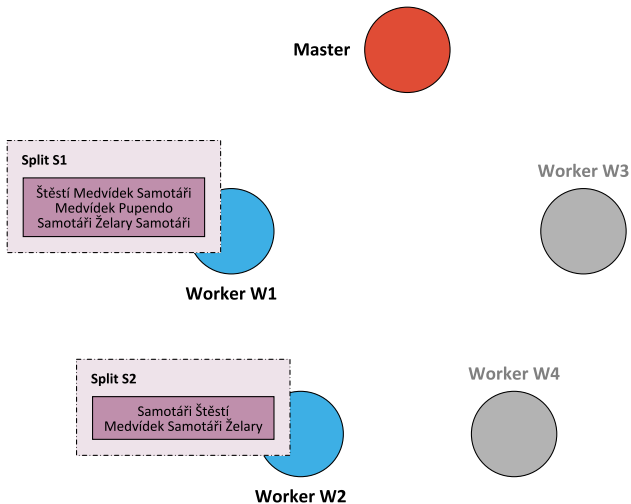 Master
Split S1
Štěstí Medvídek Samotáři
Medvídek Pupendo
Samotáři Želary Samotáři
Worker W1
Worker W3
Split S2
Samotáři Štěstí
Medvídek Samotáři Želary
Worker W2
Worker W4